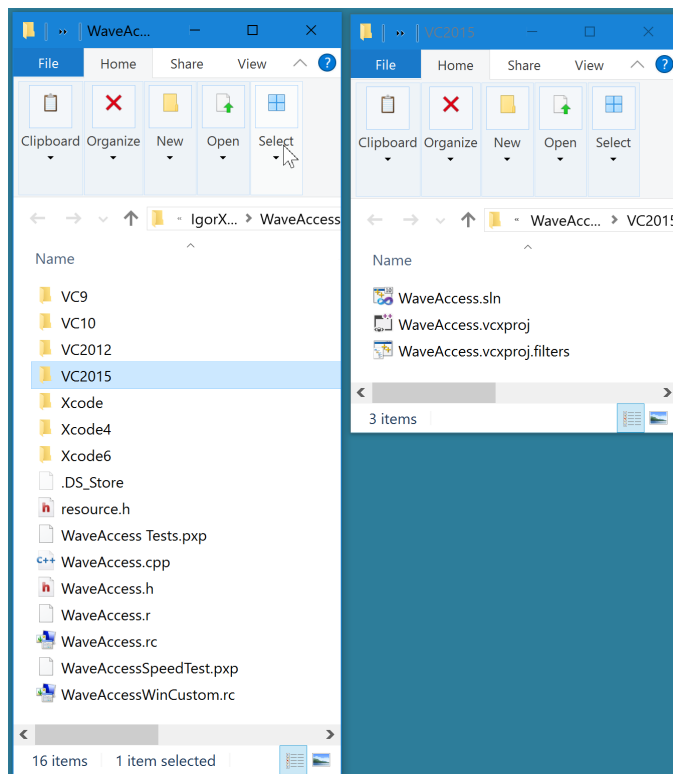 WaveAc...
File Home Share View
Clipboard Organize New Open Select
IgorX... WaveAccess
Name
VC9
VC10
VC2012
VC2015
Xcode
Xcode4
Xcode6
.DS_Store
resource.h
WaveAccess Tests.pxp
WaveAccess.cpp
WaveAccess.h
WaveAccess.r
WaveAccess.rc
WaveAccessSpeedTest.pxp
WaveAccessWinCustom.rc
16 items 1 item selected
VC2015
File Home Share View
Clipboard Organize New Open Select
WaveAcc... VC2015
Name
WaveAccess.sln
WaveAccess.vcxproj
WaveAccess.vcxproj.filters
3 items